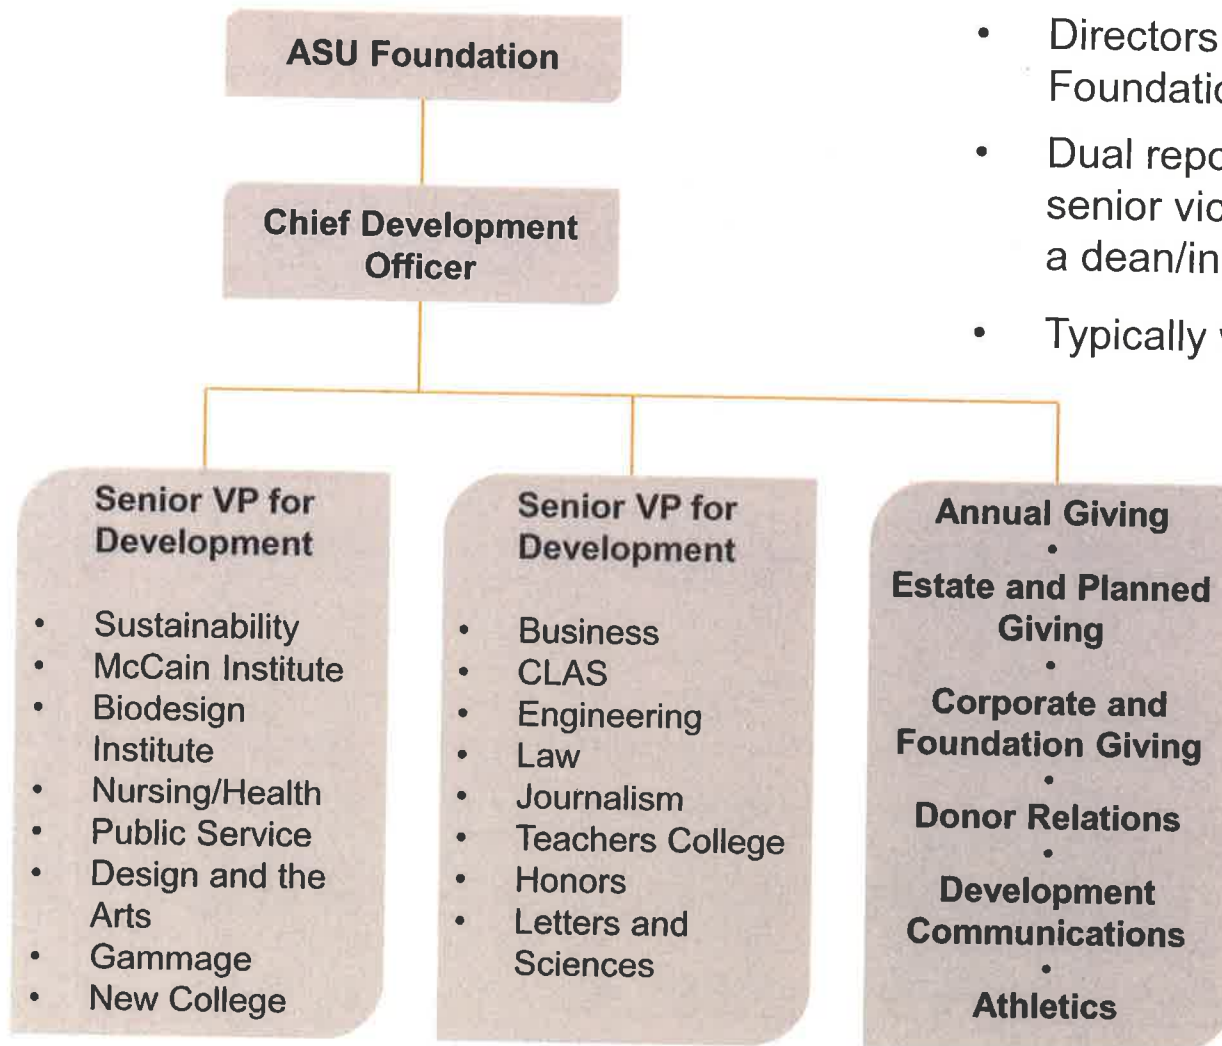 ASU Foundation
Chief Development
Officer
• Directors
Foundatio
• Dual repo
senior vic
a dean/in
• Typically
Senior VP for
Development
• Sustainability
• McCain Institute
• Biodesign
Institute
• Nursing/Health
• Public Service
• Design and the
Arts
• Gammage
• New College
Senior VP for
Development
• Business
• CLAS
• Engineering
• Law
• Journalism
• Teachers College
• Honors
• Letters and
Sciences
Annual Giving
•
Estate and Planned
Giving
•
Corporate and
Foundation Giving
•
Donor Relations
•
Development
Communications
•
Athletics